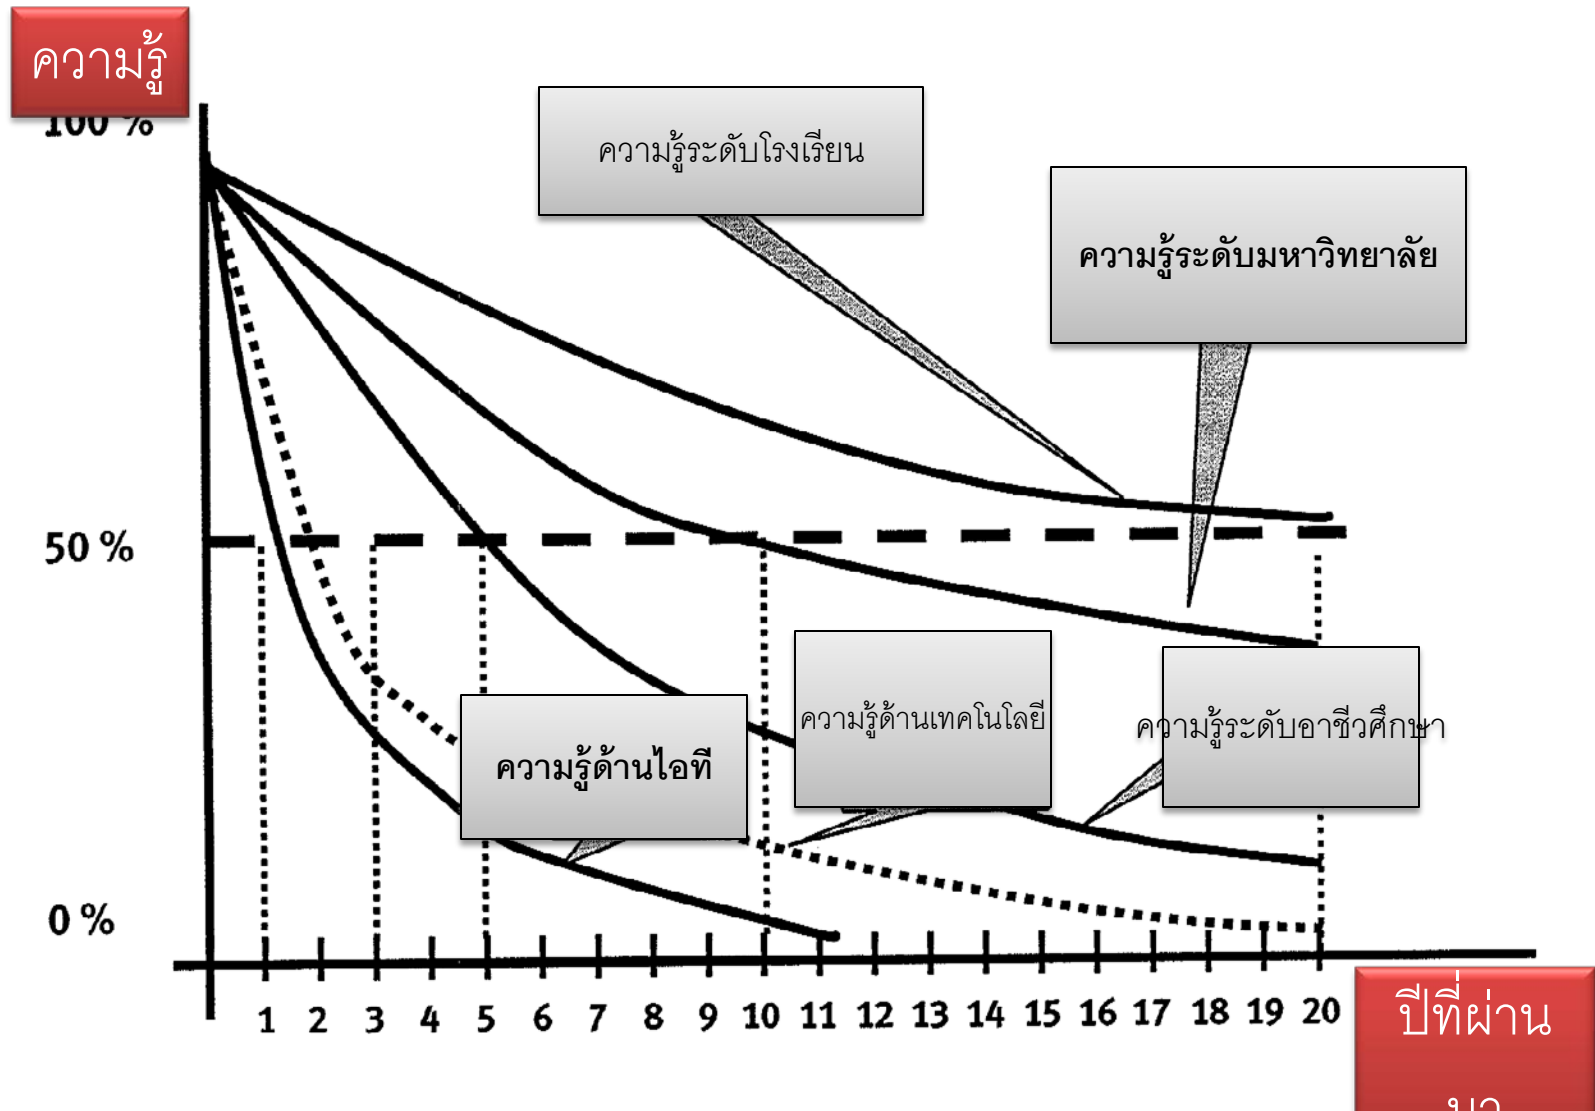 ความรู้
100 %
ความรู้ระดับโรงเรียน
ความรู้ระดับมหาวิทยาลัย
50 %
ความรู้ด้านเทคโนโลยี
ความรู้ระดับอาชีวศึกษา
ความรู้ด้านไอที
0 %
1 2 3 4 5 6 7 8 9 10 11 12 13 14 15 16 17 18 19 20
ปีที่ผ่าน
มา